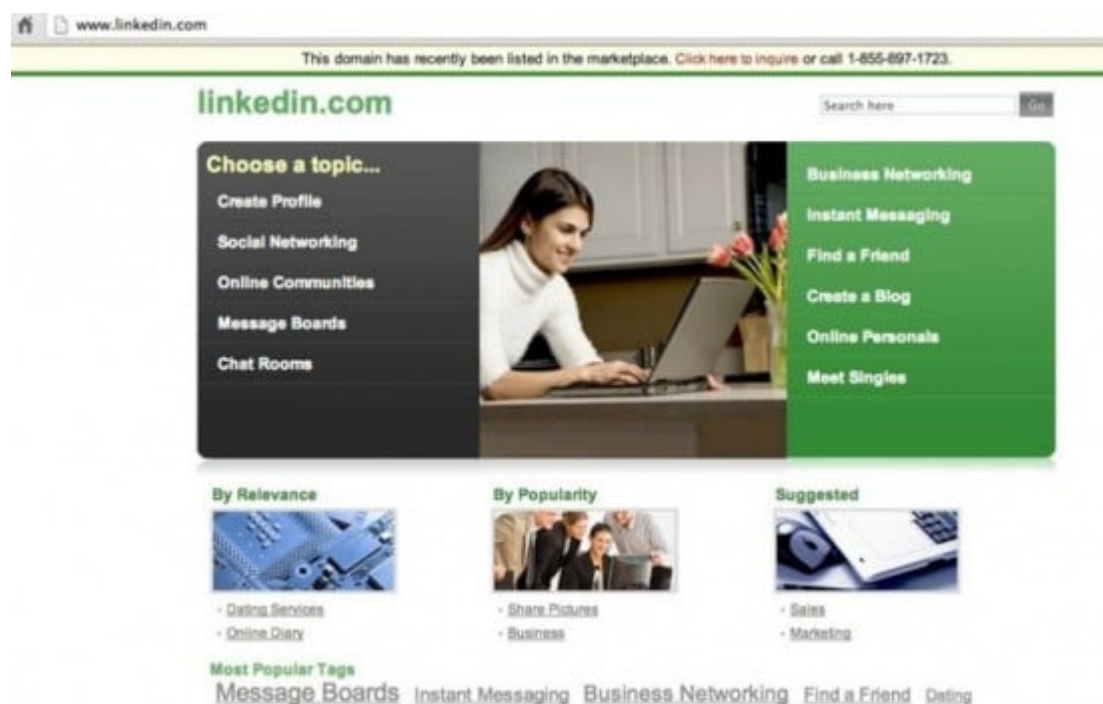 www.linkedin.com
This domain has recently been listed in the marketplace. Click here to inquire or call 1-855-897-1723.
linkedin.com
Search here Go
Choose a topic...
Create Profile
Social Networking
Online Communities
Message Boards
Chat Rooms
Business Networking
Instant Messaging
Find a Friend
Create a Blog
Online Personals
Meet Singles
By Relevance
- Dating Services
- Online Diary
By Popularity
- Share Pictures
- Business
Suggested
- Sales
- Marketing
Most Popular Tags
Message Boards Instant Messaging Business Networking Find a Friend Dating